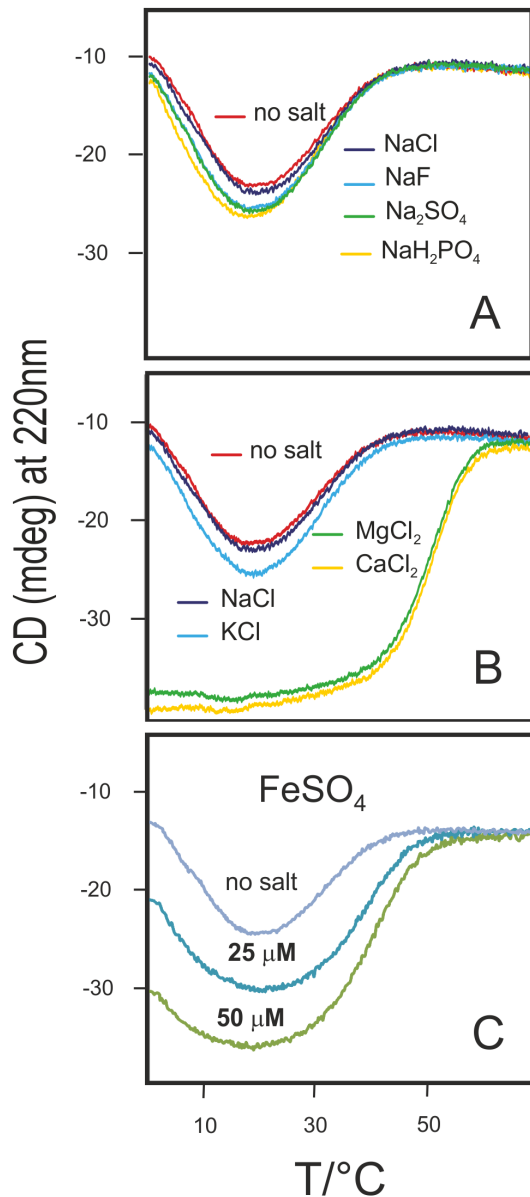 CD (mdeg) at 220nm
-10
-20
-30
no salt
NaCl
NaF
Na₂SO₄
NaH₂PO₄
A
-10
-20
-30
no salt
MgCl₂
CaCl₂
NaCl
KCl
B
-10
-20
-30
FeSO₄
no salt
25 μM
50 μM
C
10 30 50
T/°C